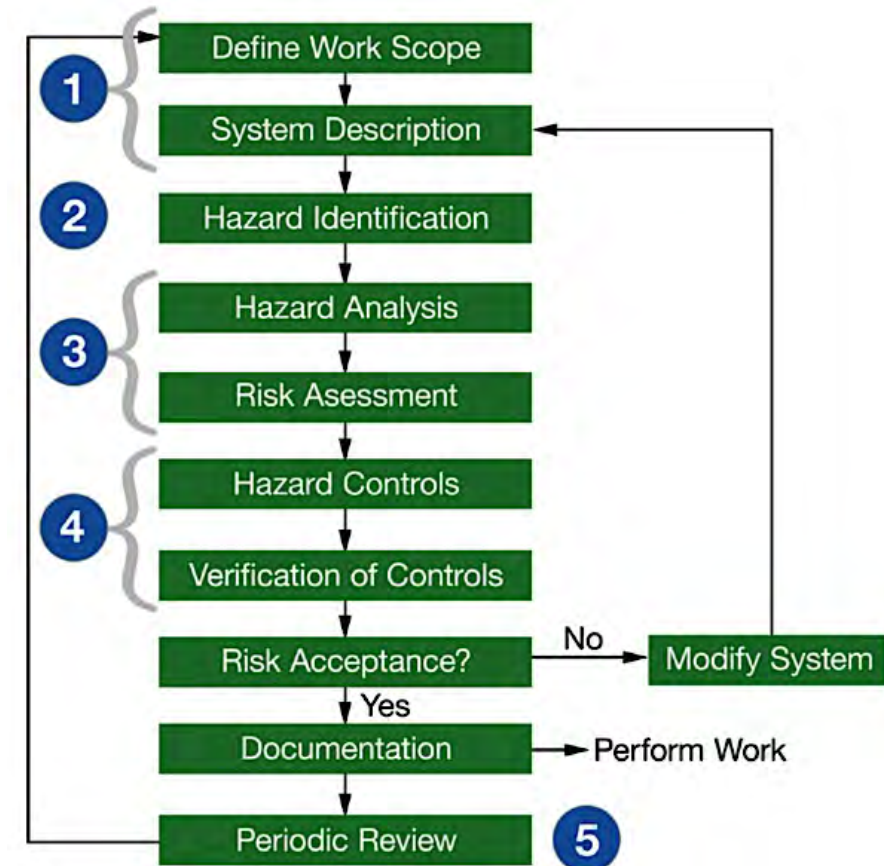 1
Define Work Scope
System Description
2
Hazard Identification
3
Hazard Analysis
Risk Asessment
4
Hazard Controls
Verification of Controls
Risk Acceptance?
No
Modify System
Yes
Documentation
Perform Work
Periodic Review
5